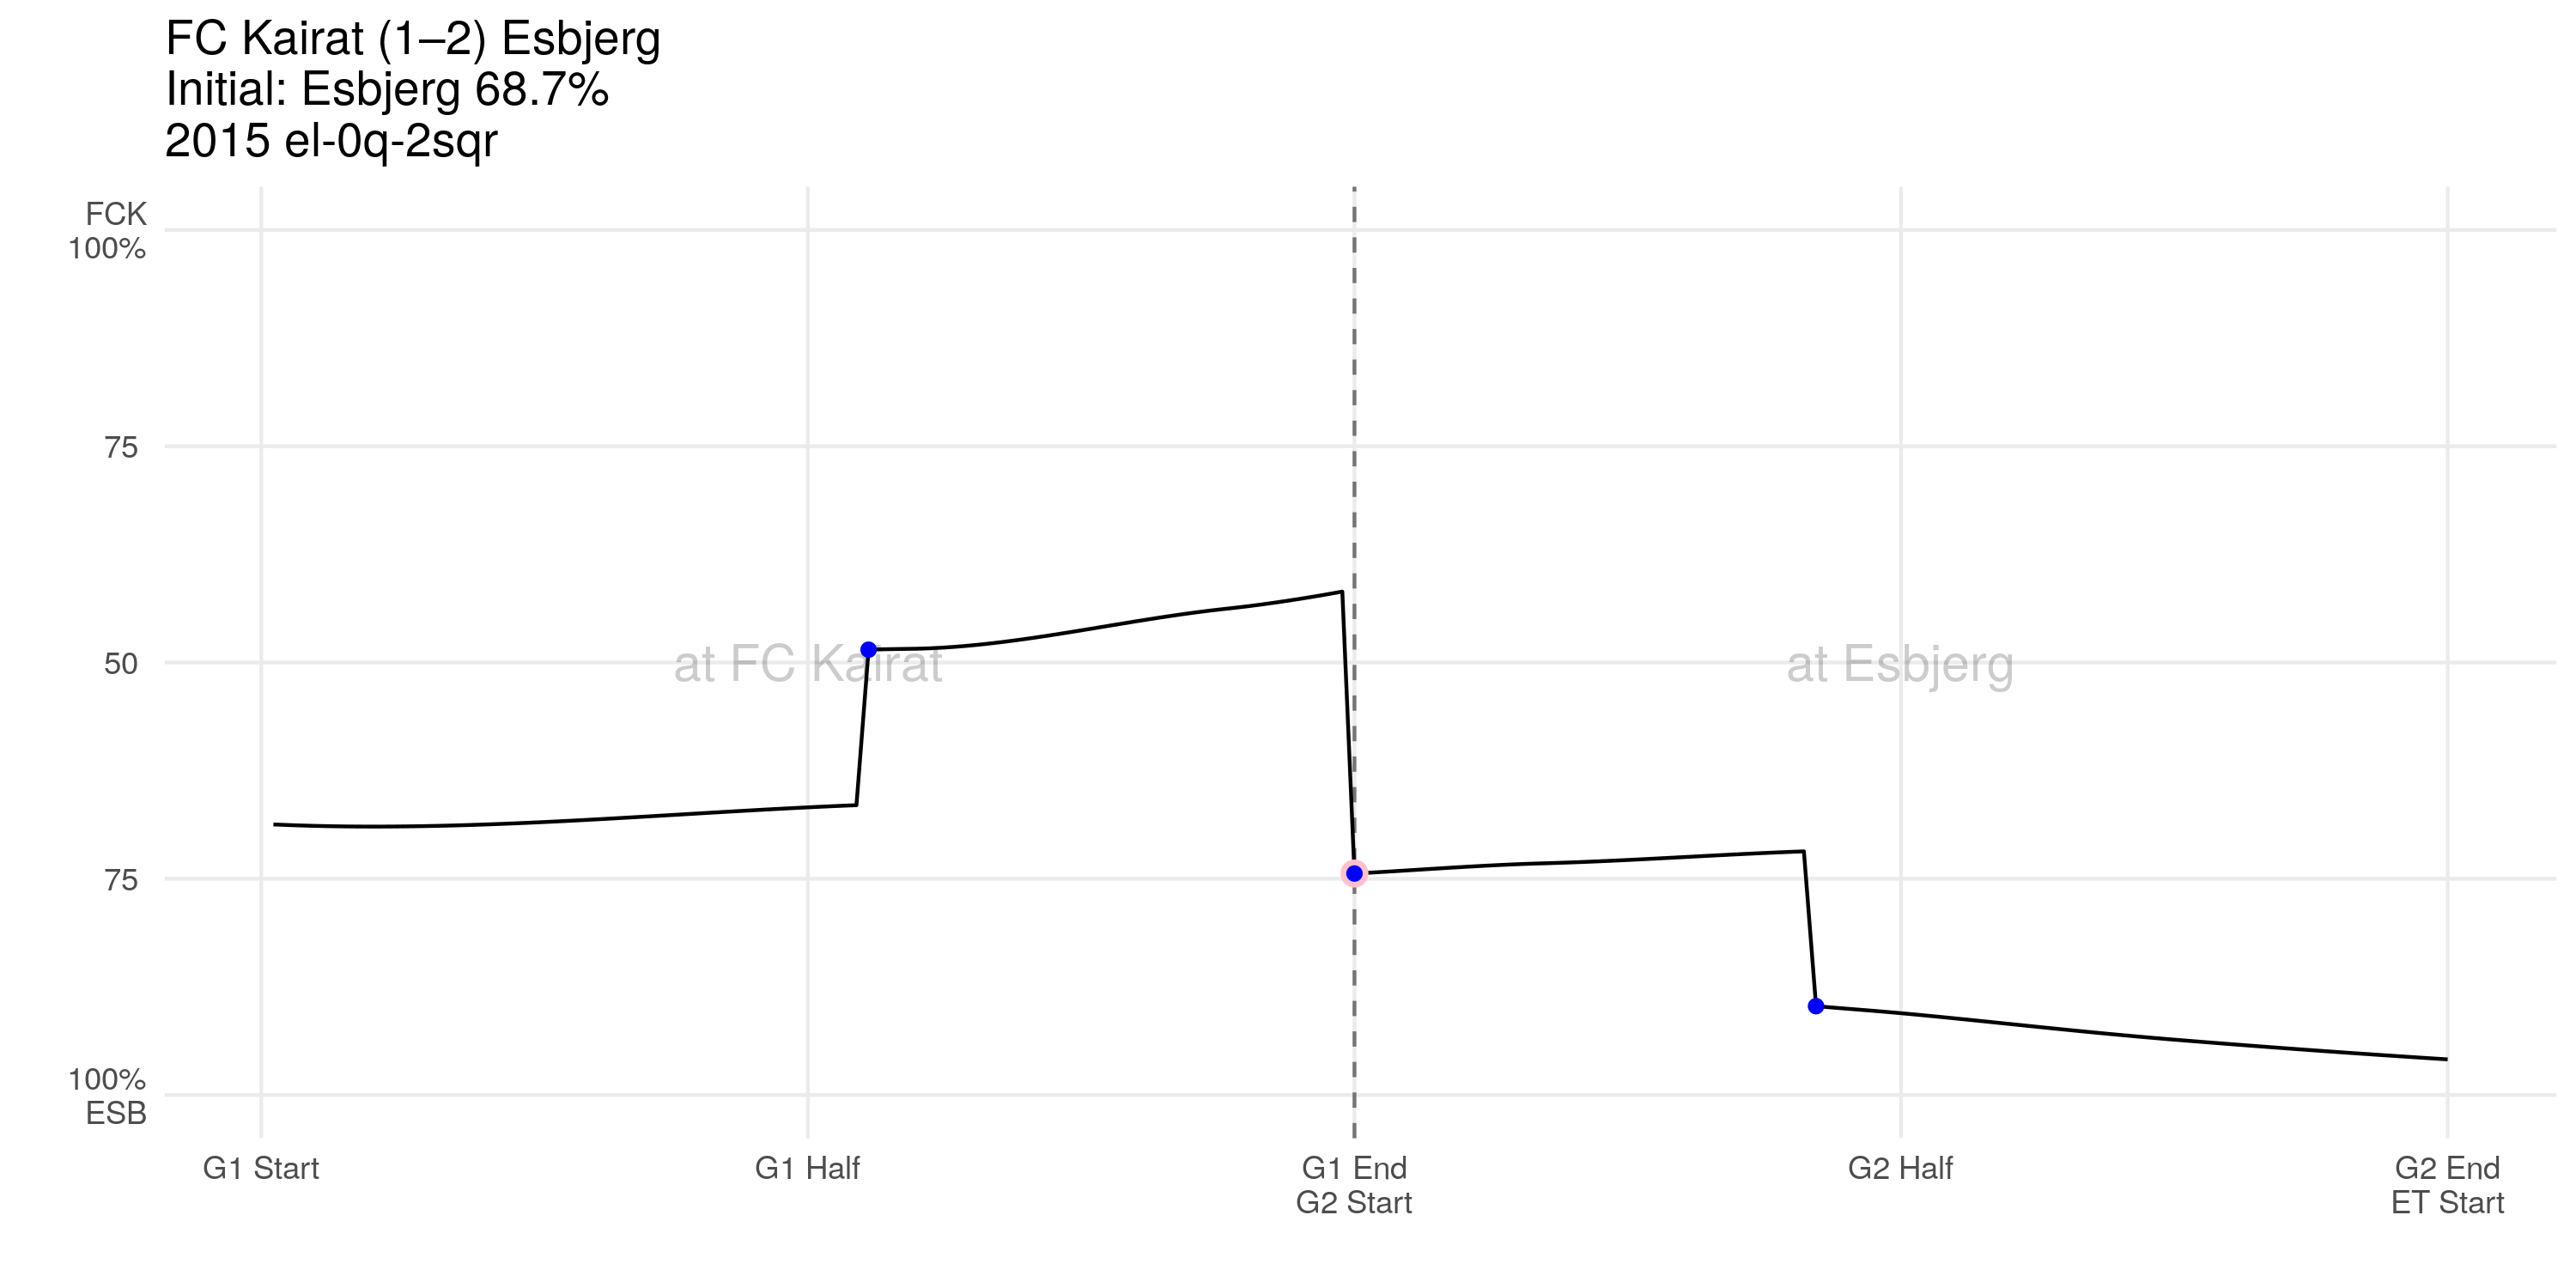 FC Kairat (1–2) Esbjerg
Initial: Esbjerg 68.7%
2015 el-0q-2sqr
FCK
100%
75
50
75
100%
ESB
at FC Kairat
at Esbjerg
G1 Start
G1 Half
G1 End
G2 Start
G2 Half
G2 End
ET Start